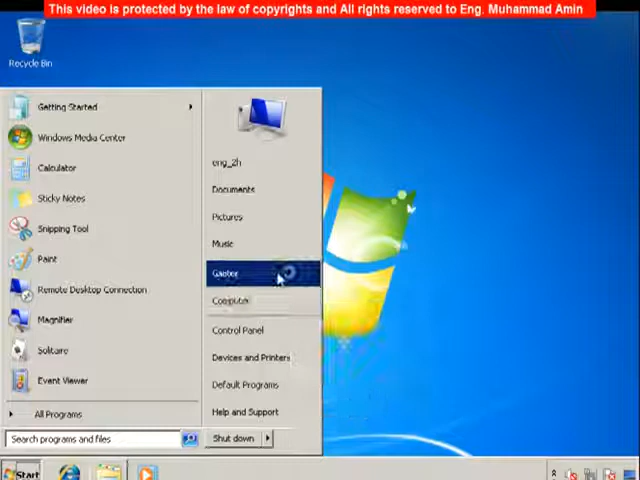 This video is protected by the law of copyrights and All rights reserved to Eng. Muhammad Amin
Recycle Bin
Getting Started
Windows Media Center
Calculator
Sticky Notes
Snipping Tool
Paint
Remote Desktop Connection
Magnifier
Solitaire
Event Viewer
All Programs
Search programs and files
eng_2h
Documents
Pictures
Music
Computer
Control Panel
Devices and Printers
Default Programs
Help and Support
Shut down
Start